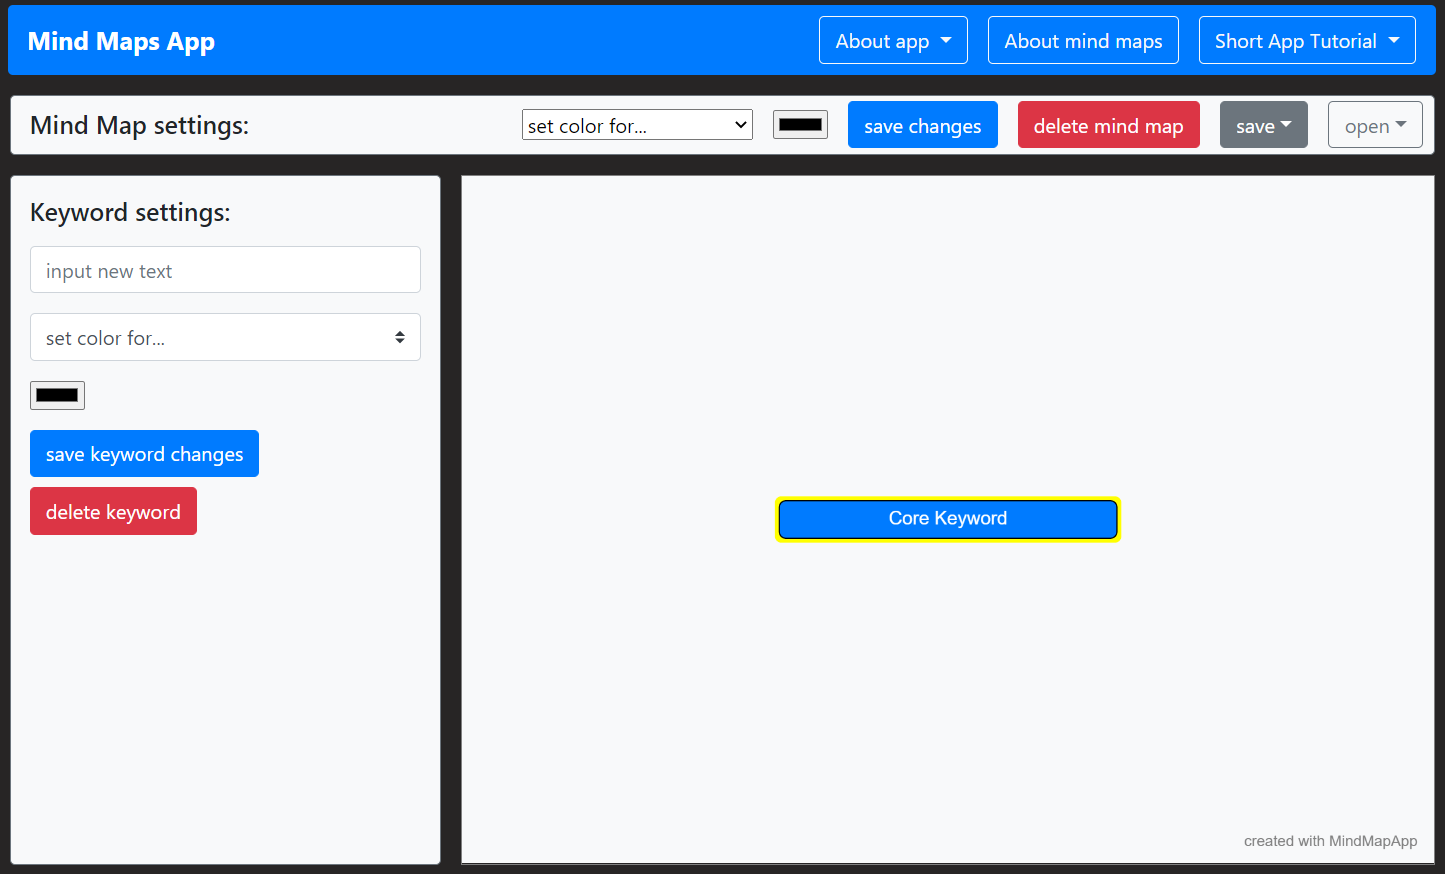 Mind Maps App
About app
About mind maps
Short App Tutorial
Mind Map settings:
set color for...
save changes
delete mind map
save
open
Keyword settings:
input new text
set color for...
save keyword changes
delete keyword
Core Keyword
created with MindMapApp